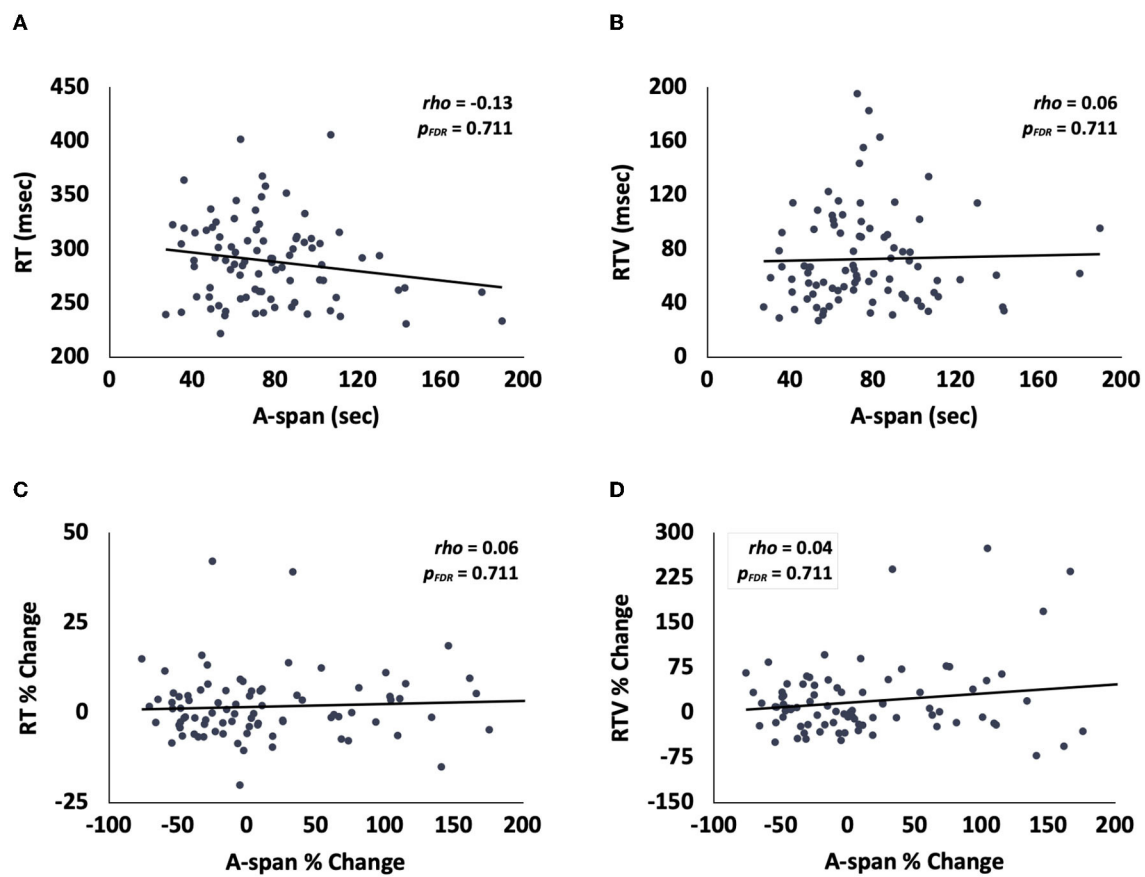 A
450
400
350
300
250
200
RT (msec)
rho = -0.13
pFDR = 0.711
0 40 80 120 160 200
A-span (sec)
B
200
160
120
80
40
0
RTV (msec)
rho = 0.06
pFDR = 0.711
0 40 80 120 160 200
A-span (sec)
C
50
25
0
-25
RT % Change
rho = 0.06
pFDR = 0.711
-100 -50 0 50 100 150 200
A-span % Change
D
300
225
150
75
0
-75
-150
RTV % Change
rho = 0.04
pFDR = 0.711
-100 -50 0 50 100 150 200
A-span % Change